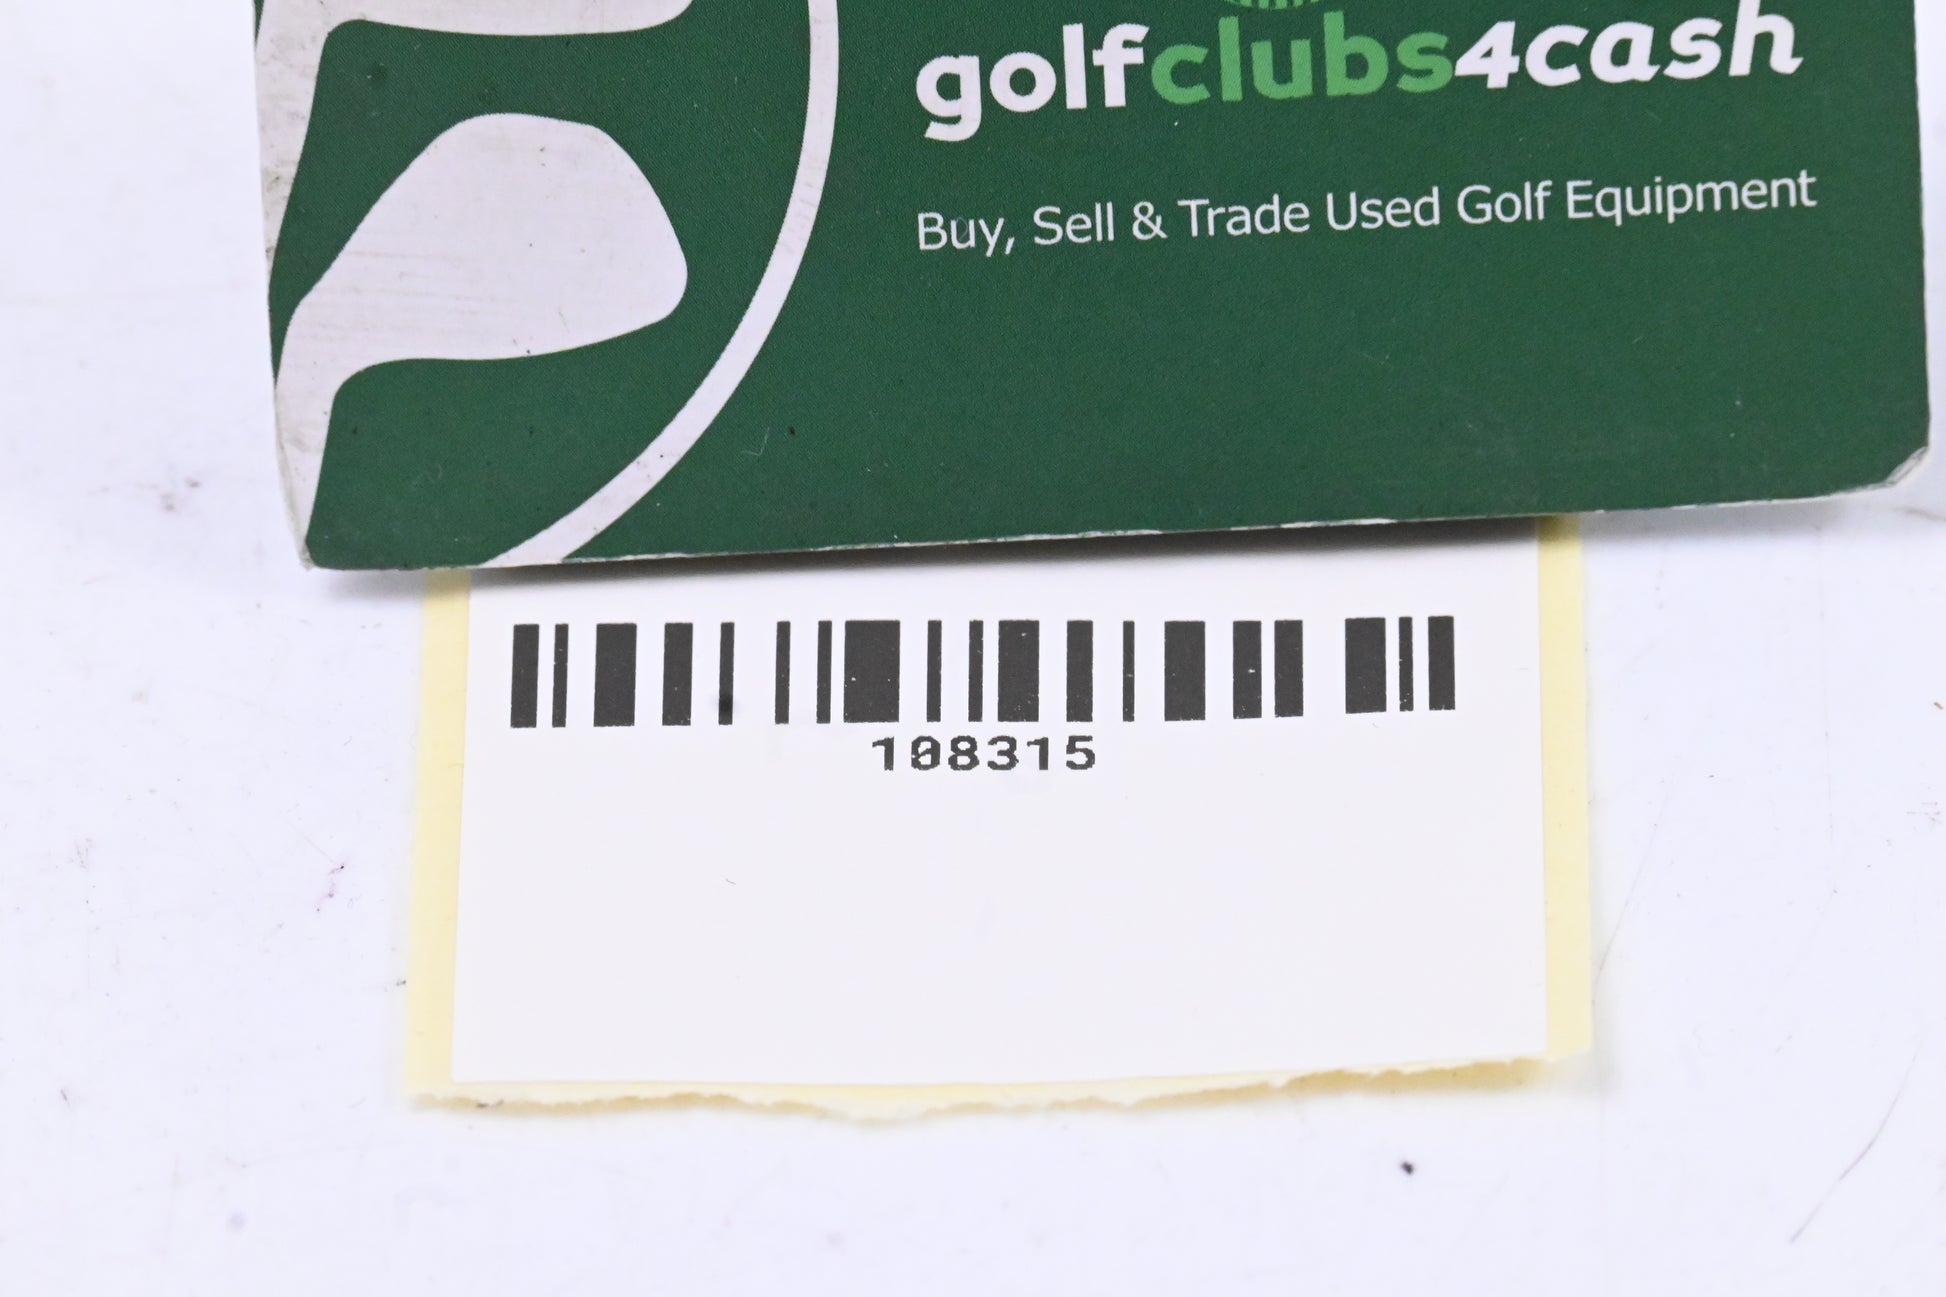 golfclubs4cash
Buy, Sell & Trade Used Golf Equipment
108315